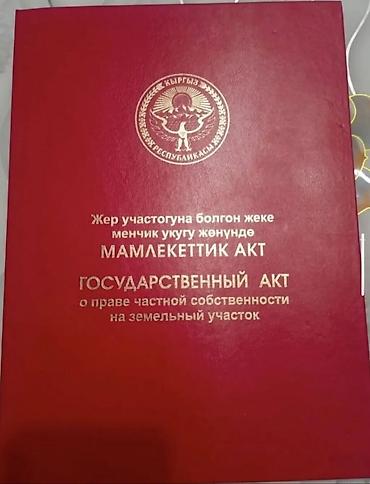 КЫРГЫЗ
РЕСПУБЛИКАСЫ
Жер участогуна болгон жеке
менчик укугу жөнүндө
МАМЛЕКЕТТИК АКТ
ГОСУДАРСТВЕННЫЙ АКТ
о праве частной собственности
на земельный участок